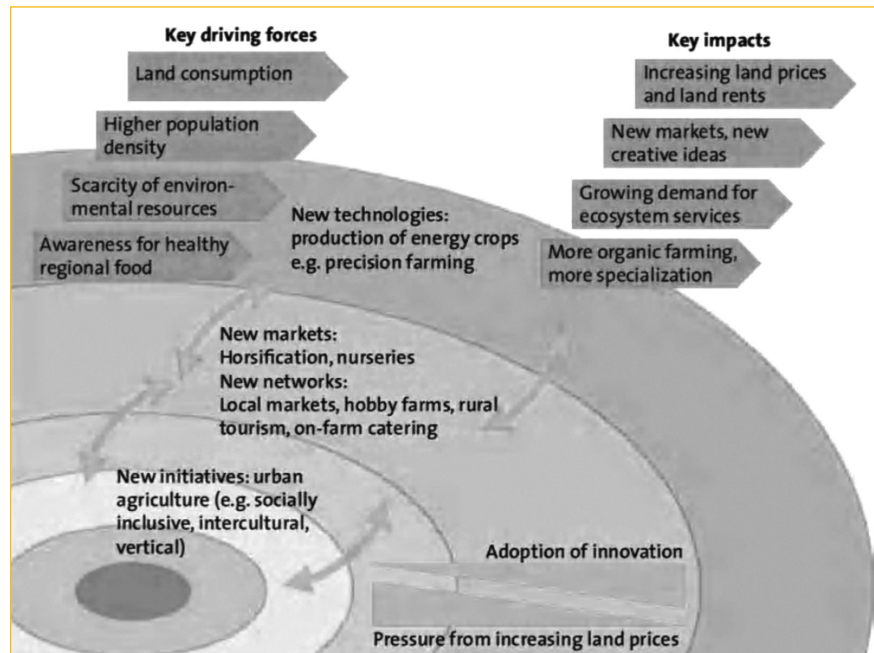 Key driving forces
Land consumption
Higher population
density
Scarcity of environ-
mental resources
Awareness for healthy
regional food
Key impacts
Increasing land prices
and land rents
New markets, new
creative ideas
Growing demand for
ecosystem services
More organic farming,
more specialization
New technologies:
production of energy crops
e.g. precision farming
New markets:
Horsification, nurseries
New networks:
Local markets, hobby farms, rural
tourism, on-farm catering
New initiatives: urban
agriculture (e.g. socially
inclusive, intercultural,
vertical)
Adoption of innovation
Pressure from increasing land prices